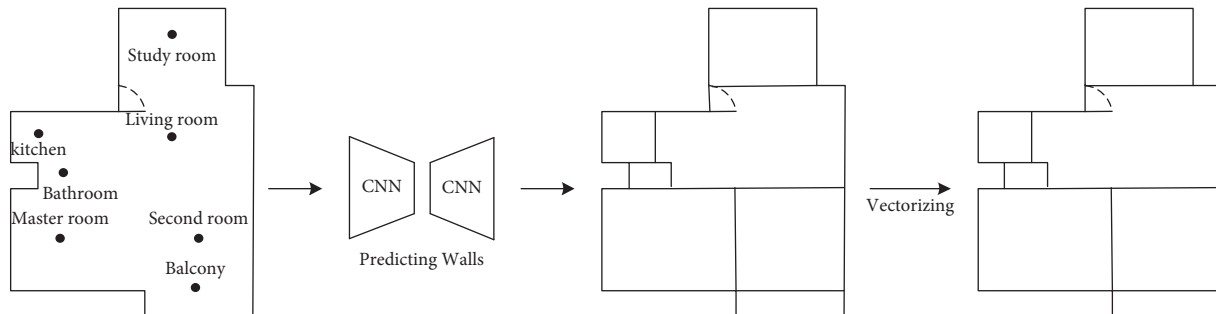 Study room
Living room
kitchen
Bathroom
Master room
Second room
Balcony
CNN
CNN
Predicting Walls
Vectorizing